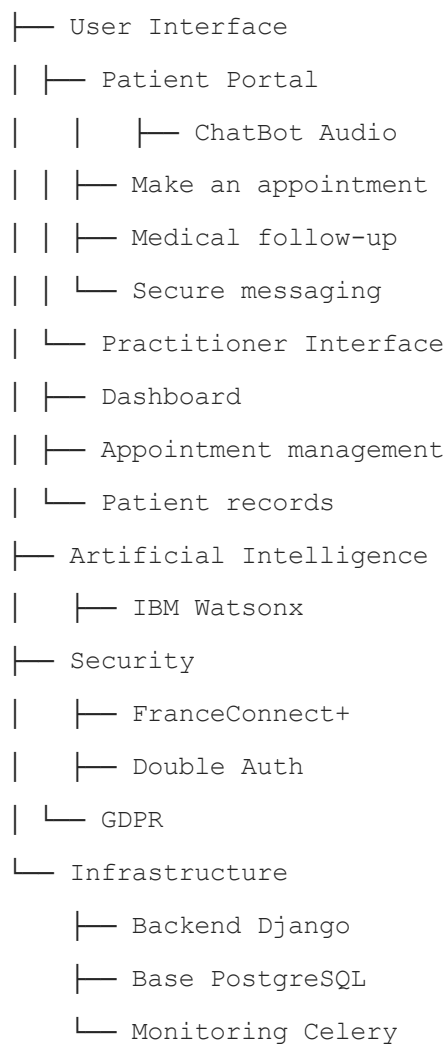 ├── User Interface
│ ├── Patient Portal
│   │   ├── ChatBot Audio
│ │ ├── Make an appointment
│ │ ├── Medical follow-up
│ │ └── Secure messaging
│ └── Practitioner Interface
│ ├── Dashboard
│ ├── Appointment management
│ └── Patient records
├── Artificial Intelligence
│   ├── IBM Watsonx
├── Security
│   ├── FranceConnect+
│   ├── Double Auth
│ └── GDPR
└── Infrastructure
    ├── Backend Django
    ├── Base PostgreSQL
    └── Monitoring Celery